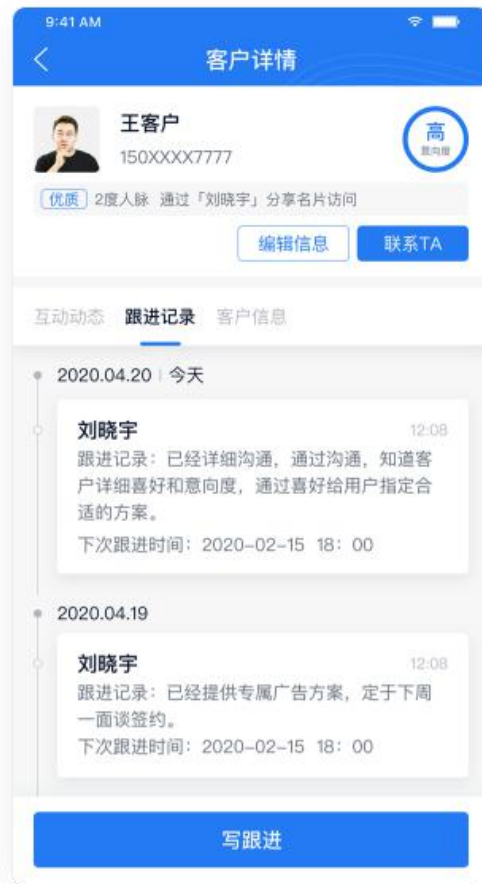 9:41 AM
客户详情
王客户
高
150XXXX7777
意向度
优质 2度人脉 通过「刘晓宇」分享名片访问
编辑信息 联系TA
互动动态 跟进记录 客户信息
2020.04.20 今天
刘晓宇 12:08
跟进记录：已经详细沟通，通过沟通，知道客
户详细喜好和意向度，通过喜好给用户指定合
适的方案。
下次跟进时间：2020-02-15 18：00
2020.04.19
刘晓宇 12:08
跟进记录：已经提供专属广告方案，定于下周
一面谈签约。
下次跟进时间：2020-02-15 18：00
写跟进